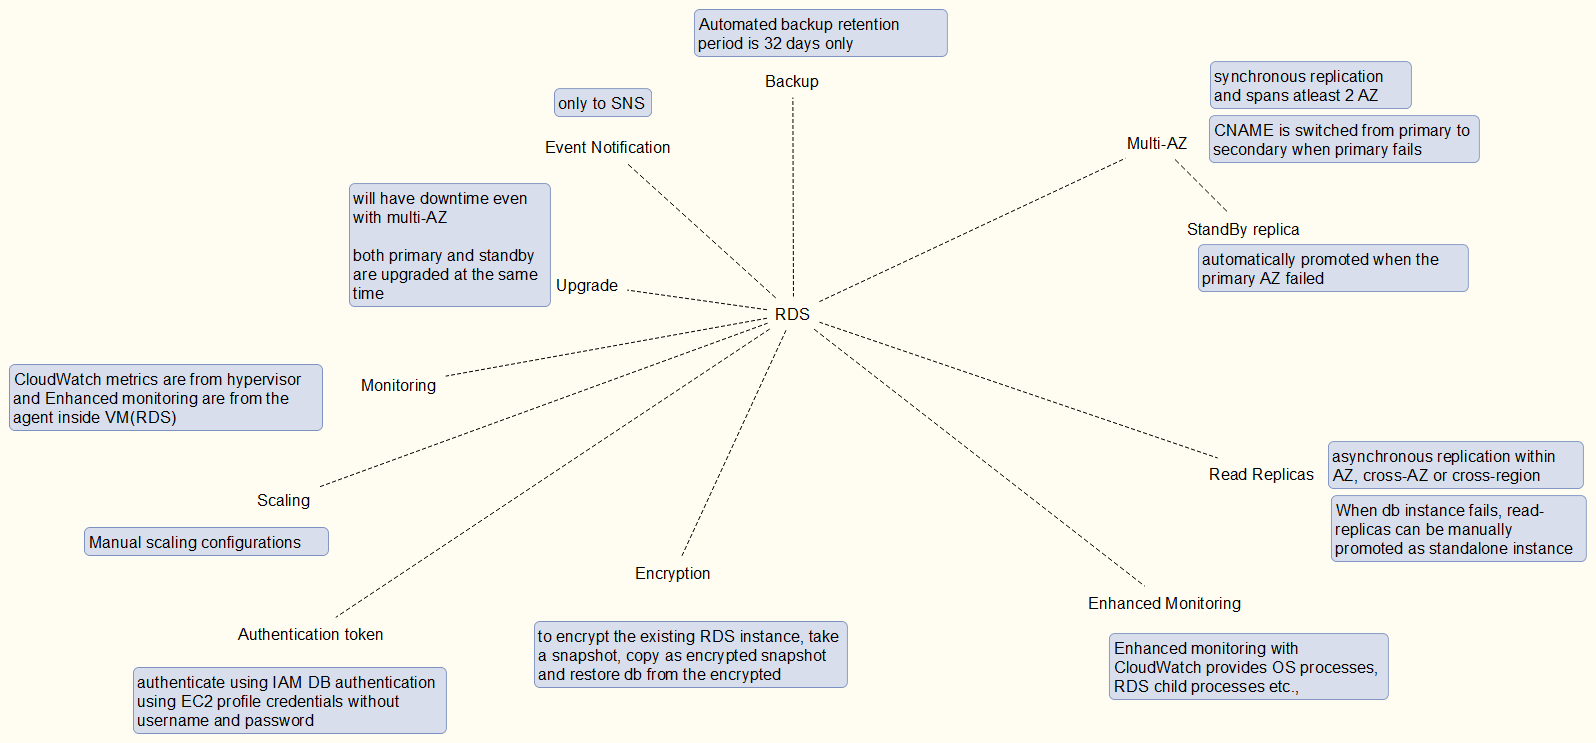 Automated backup retention
period is 32 days only
Backup
only to SNS
Event Notification
synchronous replication
and spans atleast 2 AZ
CNAME is switched from primary to
secondary when primary fails
Multi-AZ
StandBy replica
automatically promoted when the
primary AZ failed
will have downtime even
with multi-AZ
both primary and standby
are upgraded at the same
time
Upgrade
RDS
Monitoring
CloudWatch metrics are from hypervisor
and Enhanced monitoring are from the
agent inside VM(RDS)
Read Replicas
asynchronous replication within
AZ, cross-AZ or cross-region
When db instance fails, read-
replicas can be manually
promoted as standalone instance
Scaling
Manual scaling configurations
Encryption
to encrypt the existing RDS instance, take
a snapshot, copy as encrypted snapshot
and restore db from the encrypted
Enhanced Monitoring
Enhanced monitoring with
CloudWatch provides OS processes,
RDS child processes etc.,
Authentication token
authenticate using IAM DB authentication
using EC2 profile credentials without
username and password